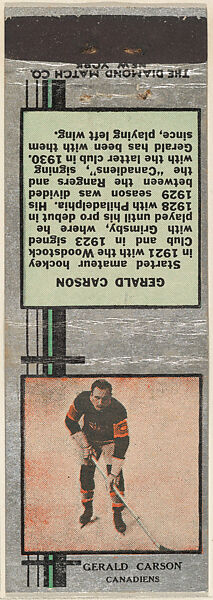 THE DIAMOND MATCH CO.
NEW YORK
GERALD CARSON
Started amateur hockey
in 1921 with the Woodstock
Club and in 1923 signed
with Grimsby, where he
played until his pro debut in
1928 with Philadelphia. His
1929 season was divided
between the Rangers and
the "Canadiens", signing
with the latter club in 1930.
Gerald has been with them
since, playing left wing.
GERALD CARSON
CANADIENS